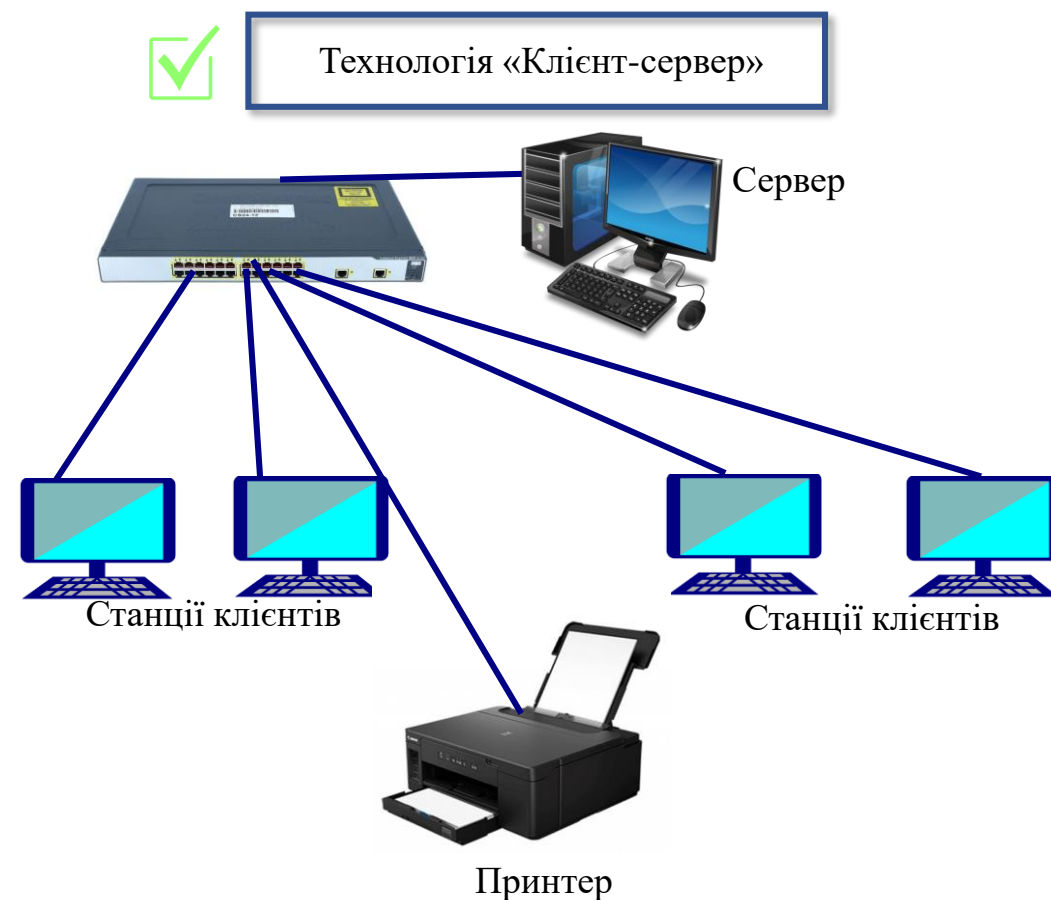 Технологія «Клієнт-сервер»
Сервер
Станції клієнтів
Станції клієнтів
Принтер